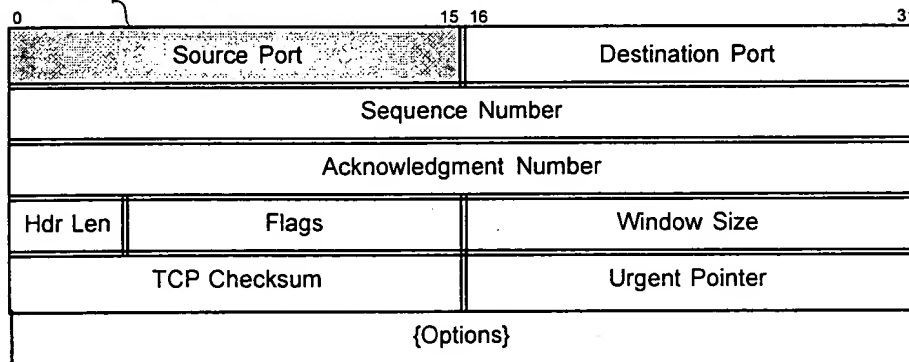 0 15 16 3
Source Port Destination Port
Sequence Number
Acknowledgment Number
Hdr Len Flags Window Size
TCP Checksum Urgent Pointer
{Options}